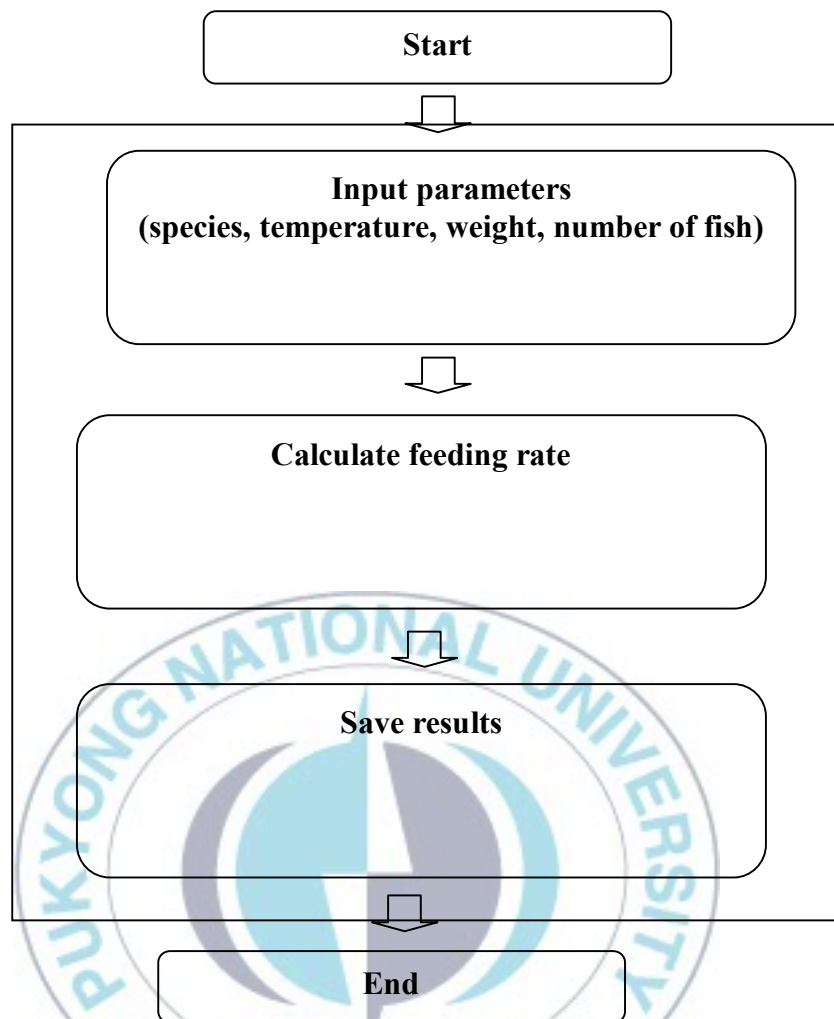 Start
Input parameters
(species, temperature, weight, number of fish)
Calculate feeding rate
PUKYONG NATIONAL UNIVERSITY
Save results
End